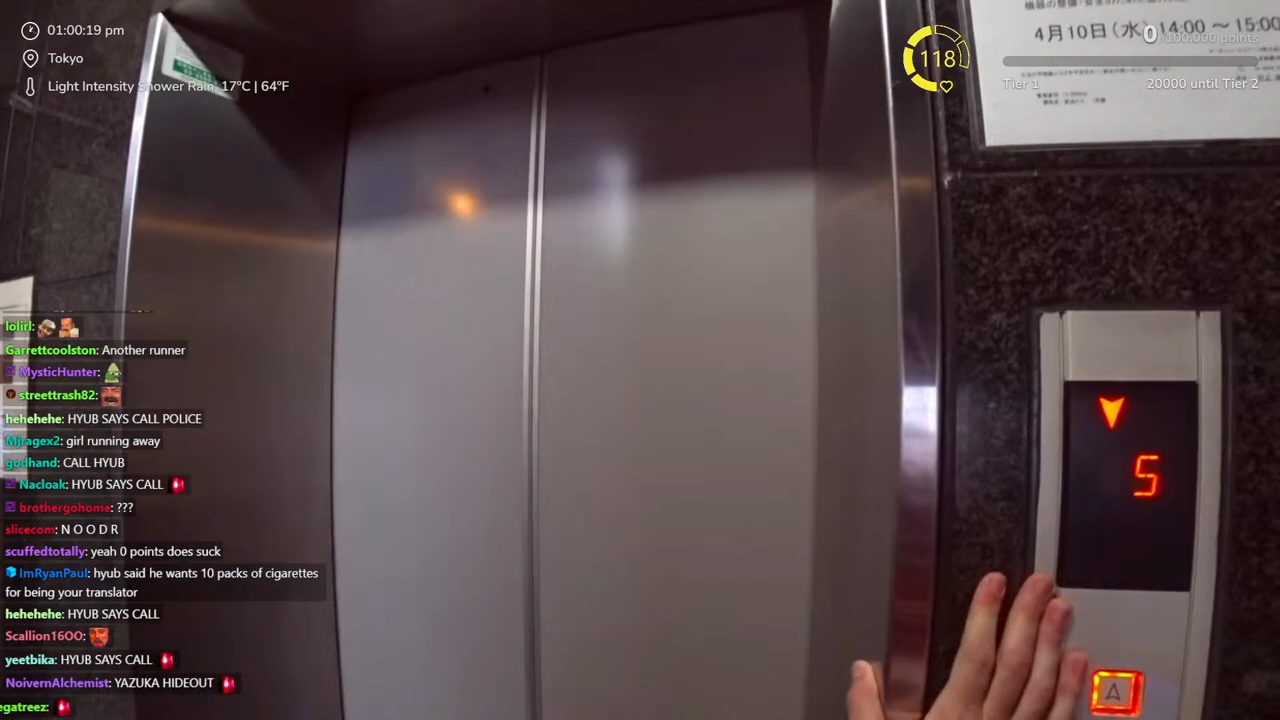 01:00:19 pm
Tokyo
Light Intensity Shower Rain, 17°C | 64°F
118
4月10日（水）14:00 ～ 15:00
0 /100,000 points
Tier 1
20000 until Tier 2
5
lolirl:
Garrettcoolston: Another runner
MysticHunter:
streettrash82:
hehehehe: HYUB SAYS CALL POLICE
Mjragex2: girl running away
godhand: CALL HYUB
Nacloak: HYUB SAYS CALL
brothergohome: ???
slicecom: N O O D R
scuffedtotally: yeah 0 points does suck
ImRyanPaul: hyub said he wants 10 packs of cigarettes
for being your translator
hehehehe: HYUB SAYS CALL
Scallion16OO:
yeetbika: HYUB SAYS CALL
NoivernAlchemist: YAZUKA HIDEOUT
egatreez: